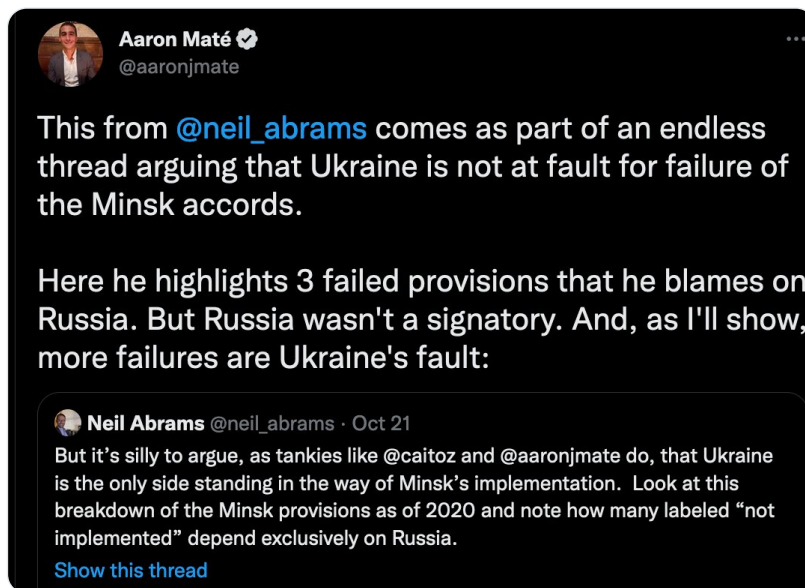 Aaron Maté
@aaronjmate
This from @neil_abrams comes as part of an endless
thread arguing that Ukraine is not at fault for failure of
the Minsk accords.
Here he highlights 3 failed provisions that he blames on
Russia. But Russia wasn't a signatory. And, as I'll show,
more failures are Ukraine's fault:
Neil Abrams @neil_abrams · Oct 21
But it’s silly to argue, as tankies like @caitoz and @aaronjmate do, that Ukraine
is the only side standing in the way of Minsk’s implementation. Look at this
breakdown of the Minsk provisions as of 2020 and note how many labeled “not
implemented” depend exclusively on Russia.
Show this thread